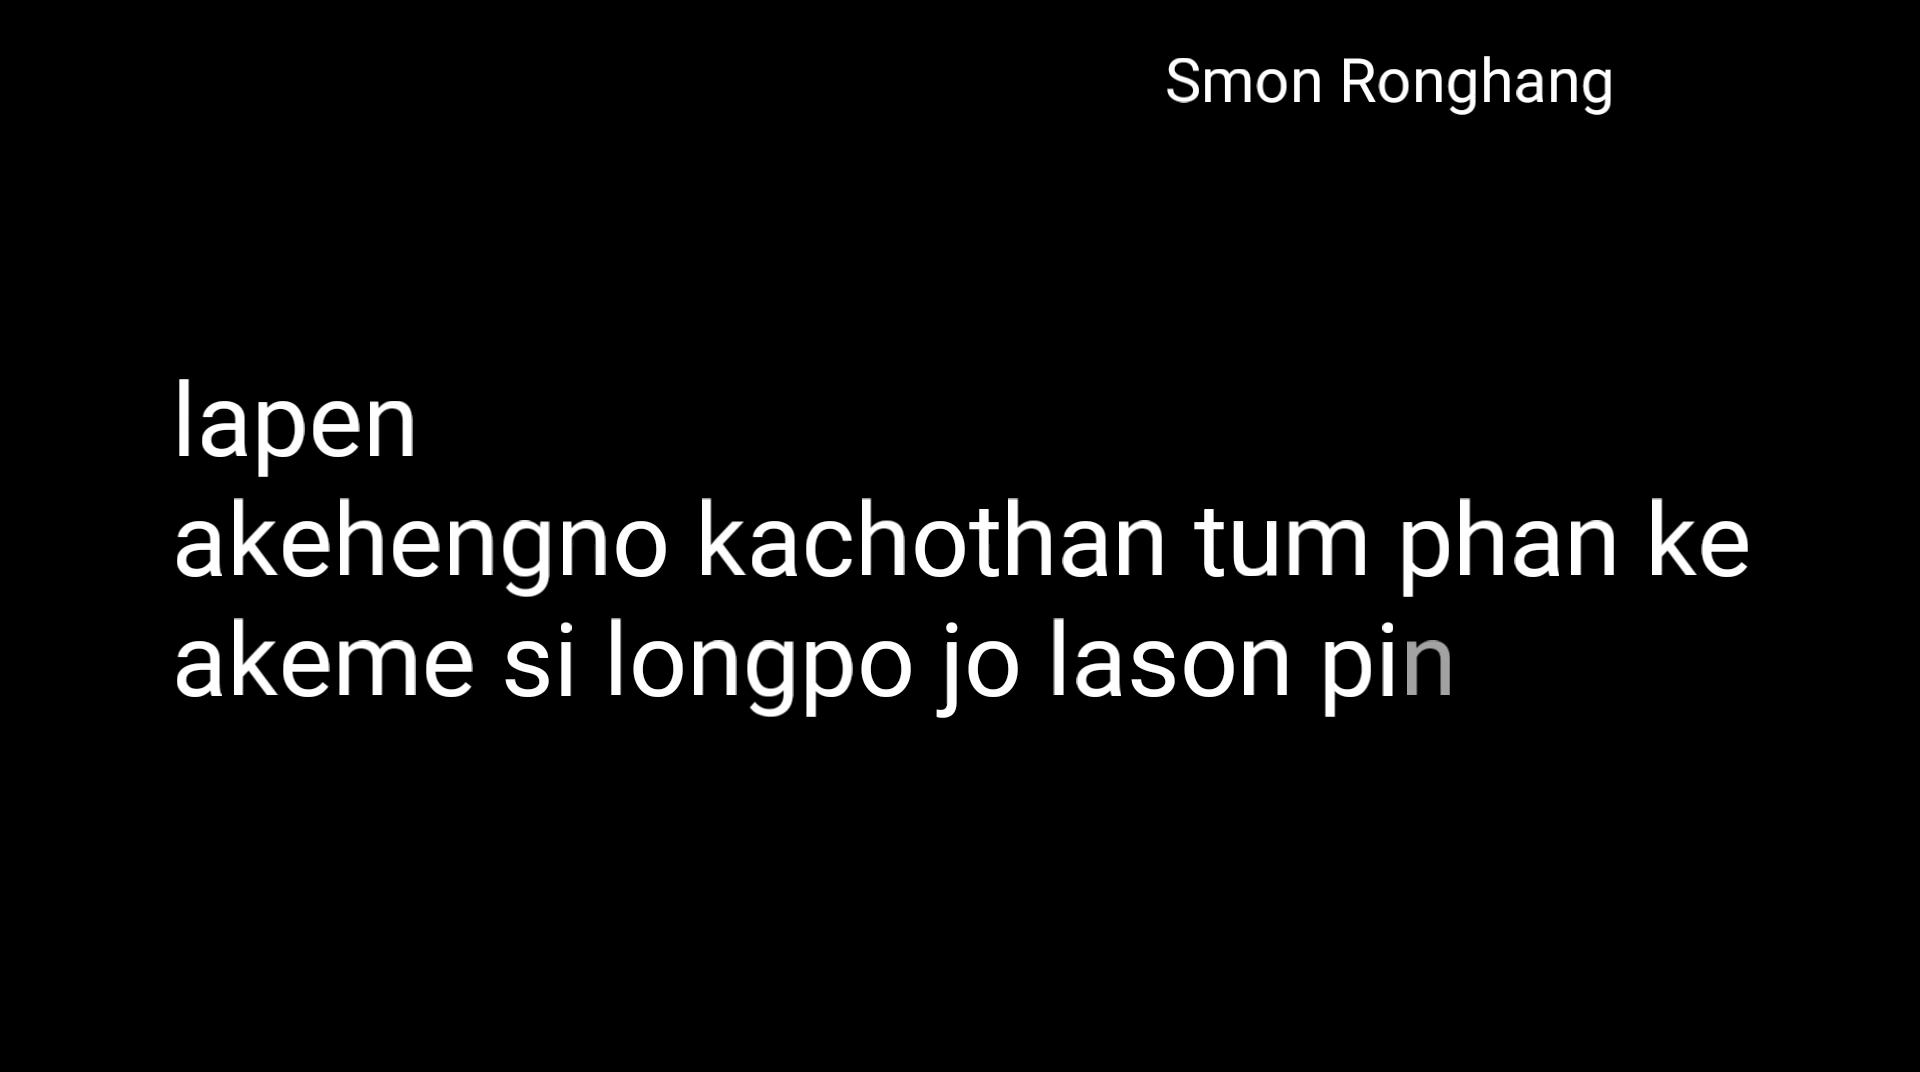 Smon Ronghang
lapen
akehengno kachothan tum phan ke
akeme si longpo jo lason pin